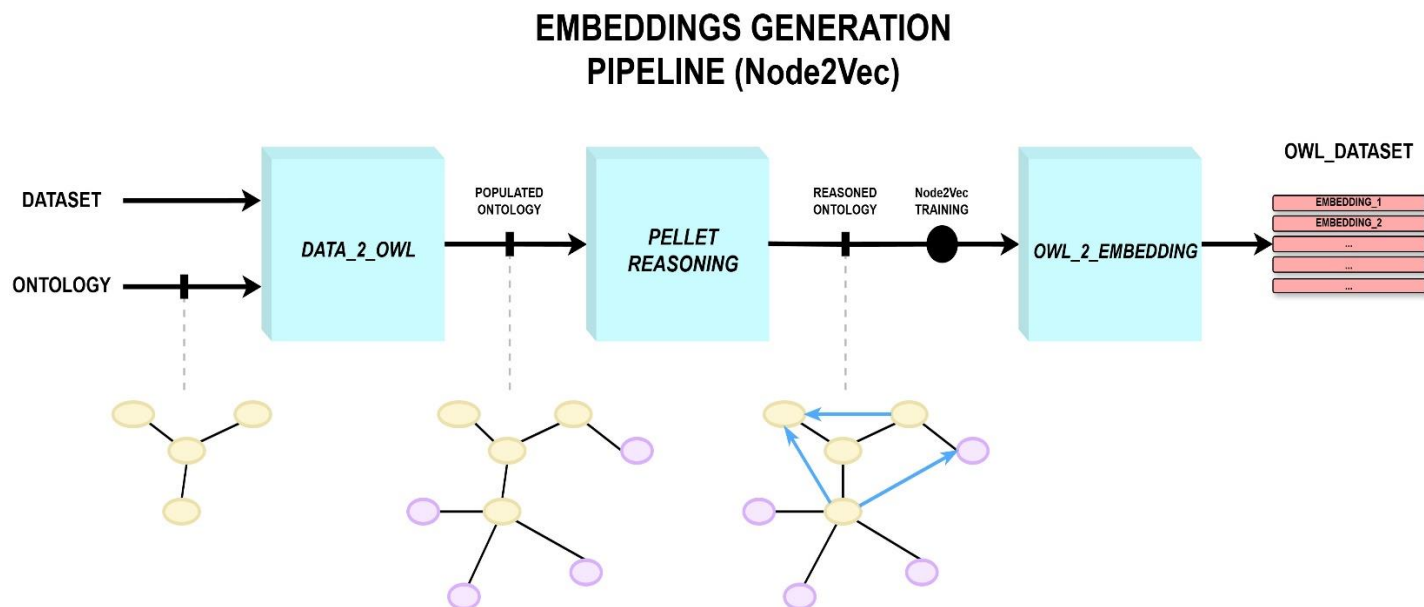 EMBEDDINGS GENERATION
PIPELINE (Node2Vec)
DATASET
ONTOLOGY
DATA_2_OWL
POPULATED
ONTOLOGY
PELLET
REASONING
REASONED
ONTOLOGY
Node2Vec
TRAINING
OWL_2_EMBEDDING
OWL_DATASET
EMBEDDING_1
EMBEDDING_2
...
...
...